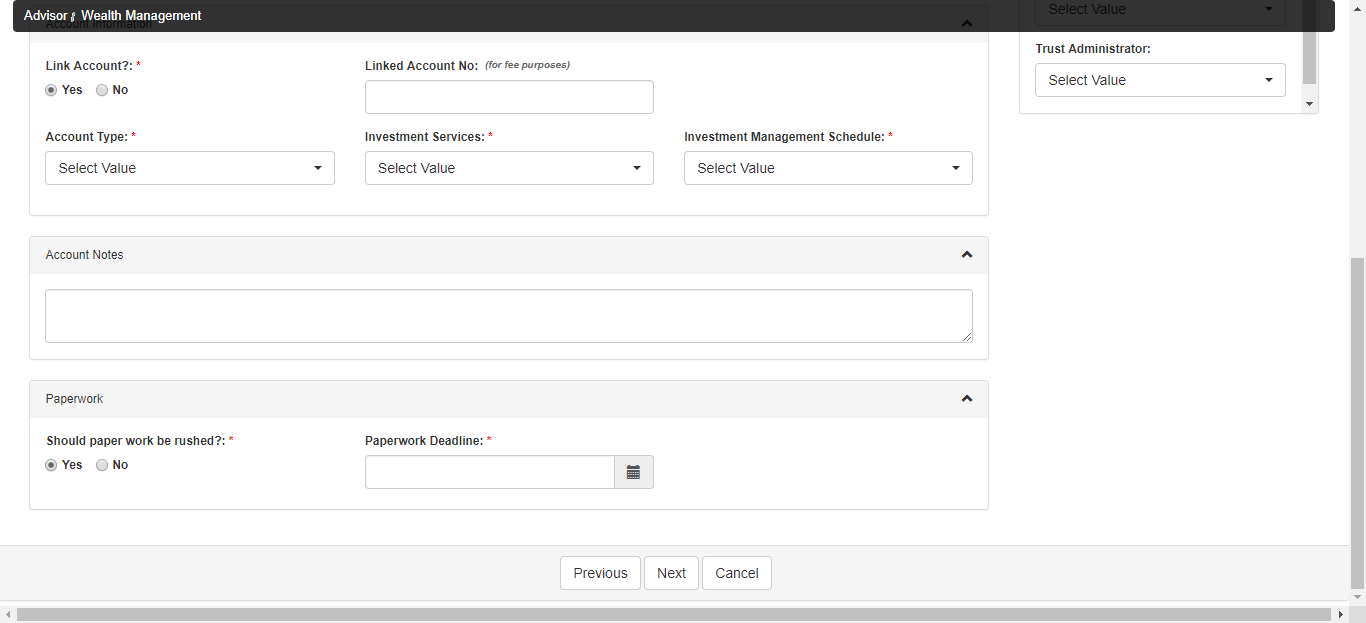 Advisor Wealth Management
Account Information
Select Value
Trust Administrator:
Select Value
Link Account?: *
Yes No
Linked Account No: (for fee purposes)
Account Type: *
Select Value
Investment Services: *
Select Value
Investment Management Schedule: *
Select Value
Account Notes
Paperwork
Should paper work be rushed?: *
Yes No
Paperwork Deadline: *
Previous Next Cancel